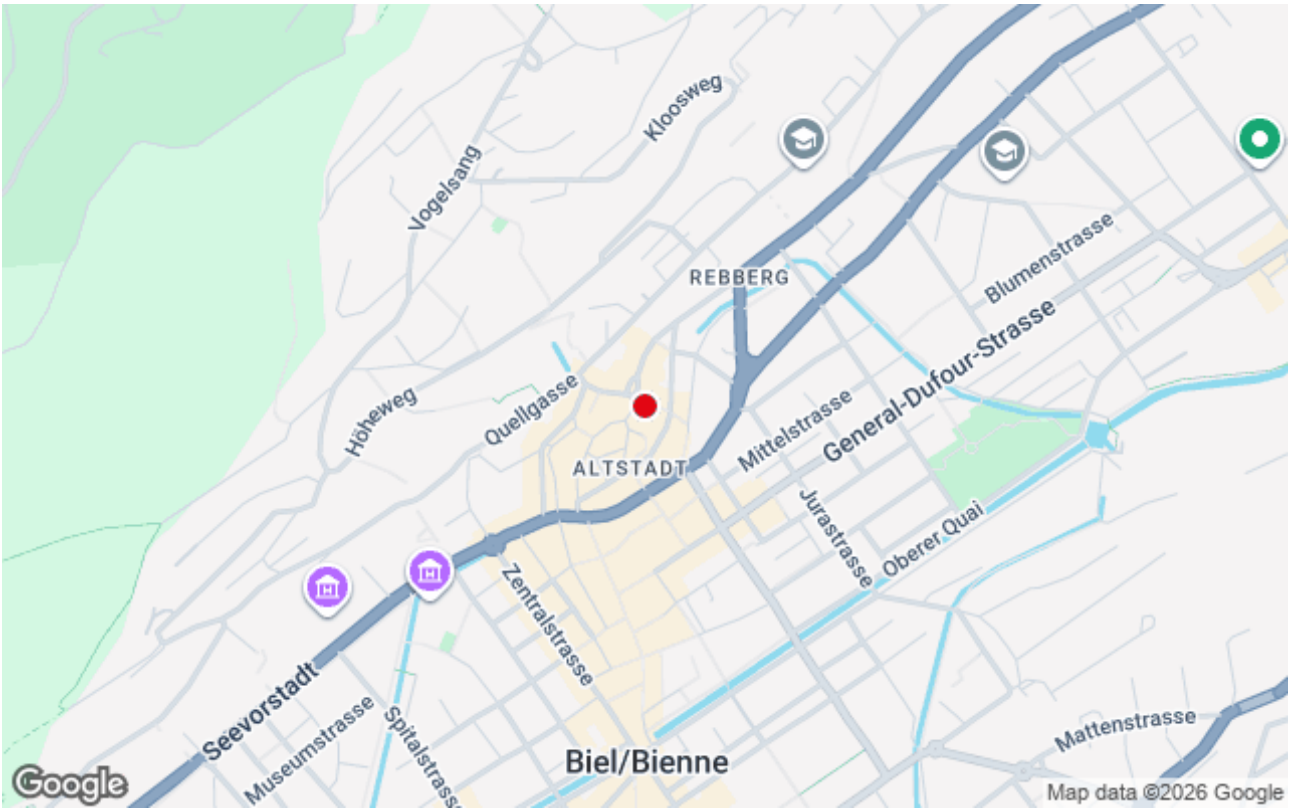 Kloosweg
Vogelsang
REBBERG
Blumenstrasse
General-Dufour-Strasse
Höheweg
Quellgasse
Mittelstrasse
ALTSTADT
Jurastrasse
Oberer Quai
Zentralstrasse
Seevorstadt
Museumstrasse
Spitalstrasse
Mattenstrasse
Biel/Bienne
Google
Map data ©2026 Google